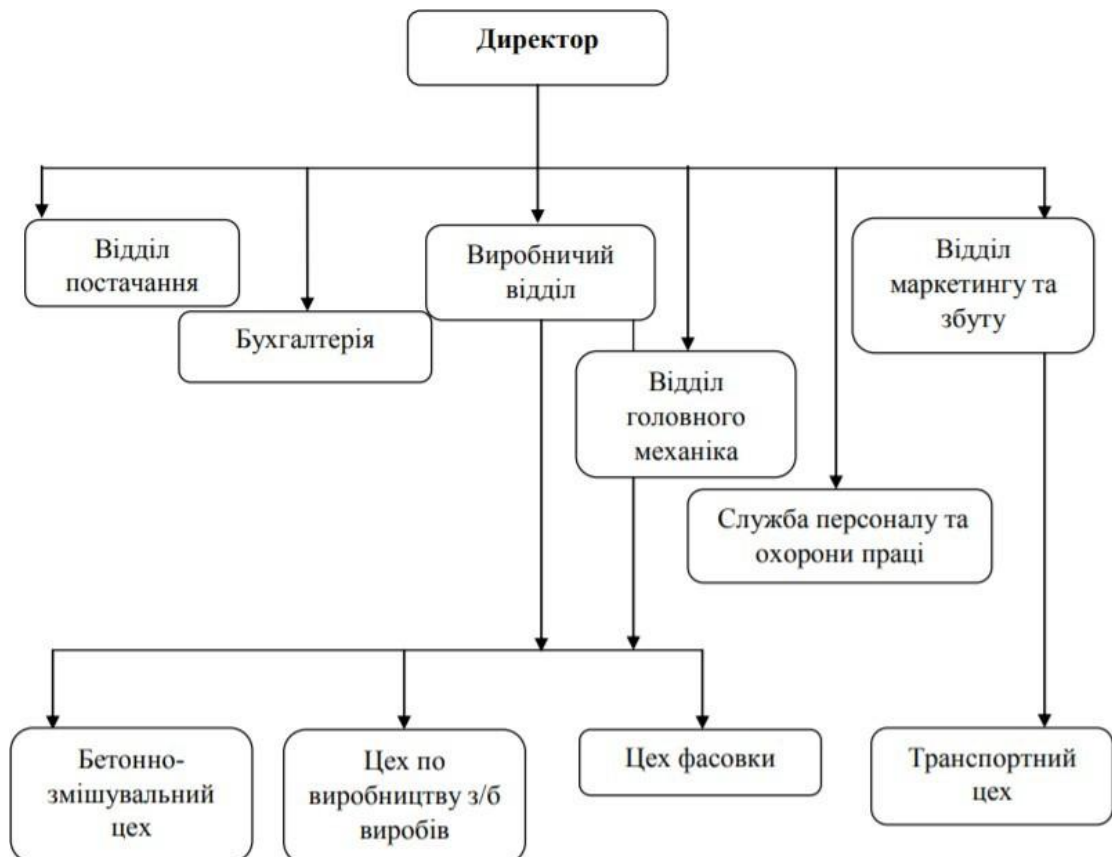 Директор
Відділ
постачання
Бухгалтерія
Виробничий
відділ
Відділ
головного
механіка
Служба персоналу та
охорони праці
Відділ
маркетингу та
збуту
Бетонно-
змішувальний
цех
Цех по
виробництву з/б
виробів
Цех фасовки
Транспортний
цех